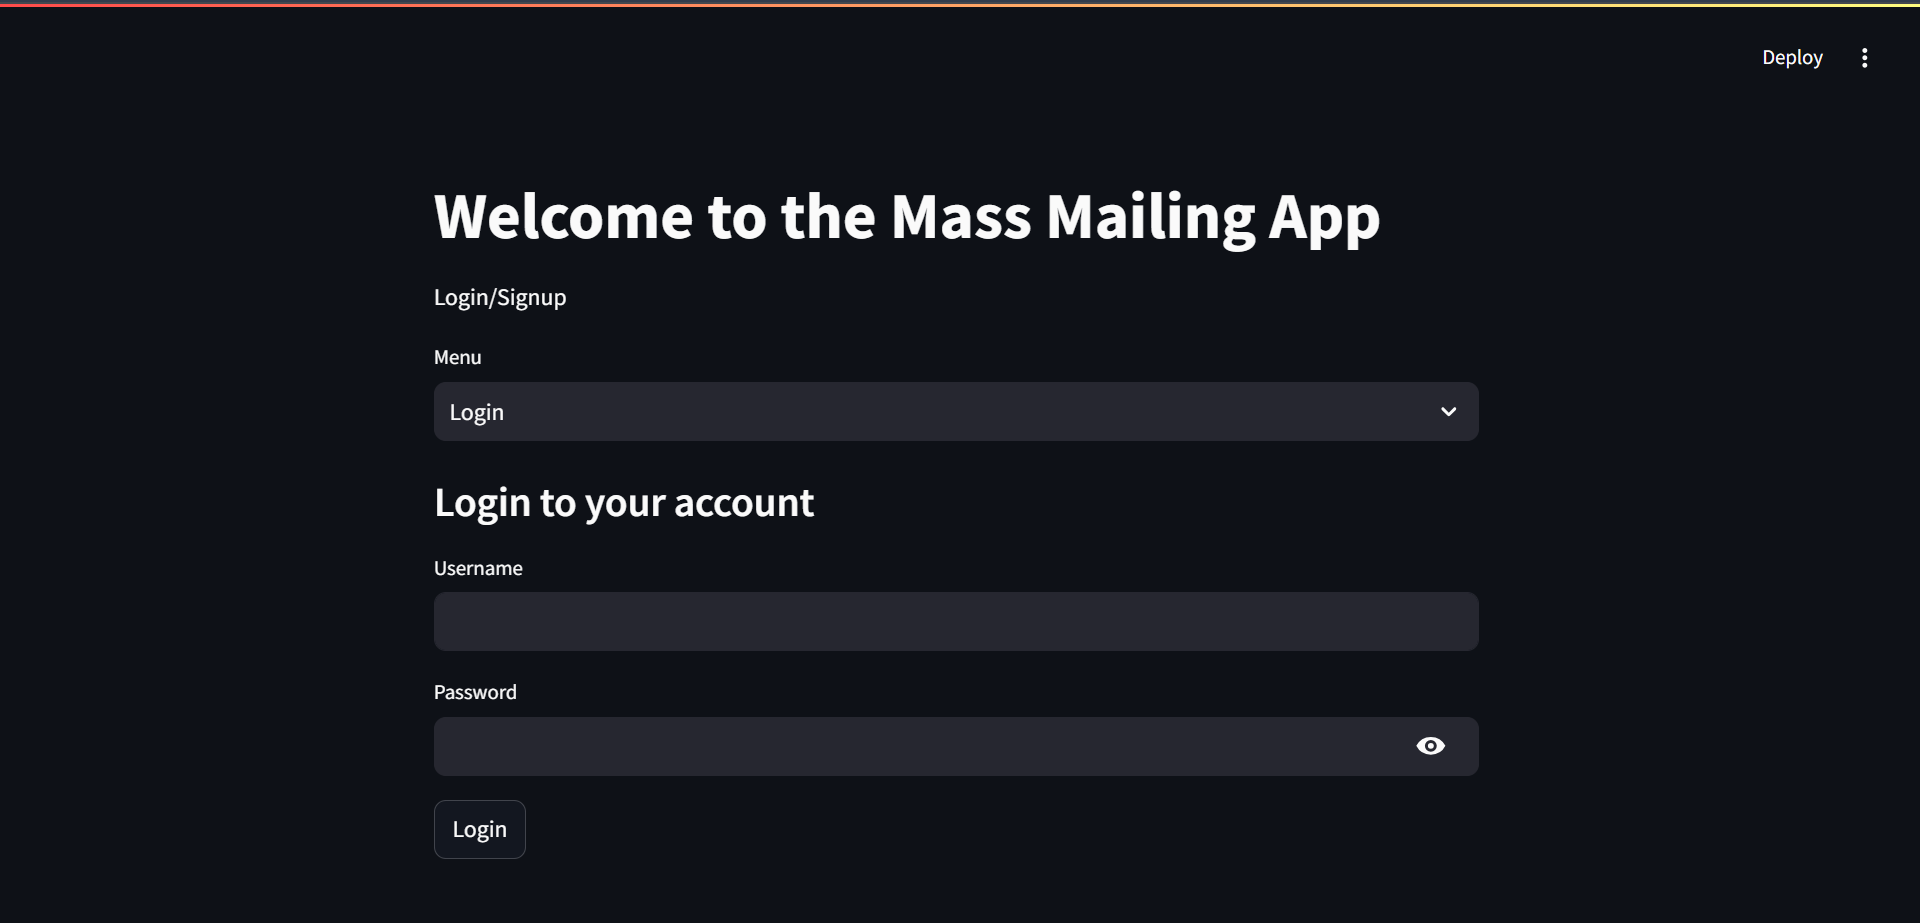 Deploy
Welcome to the Mass Mailing App
Login/Signup
Menu
Login
Login to your account
Username
Password
Login